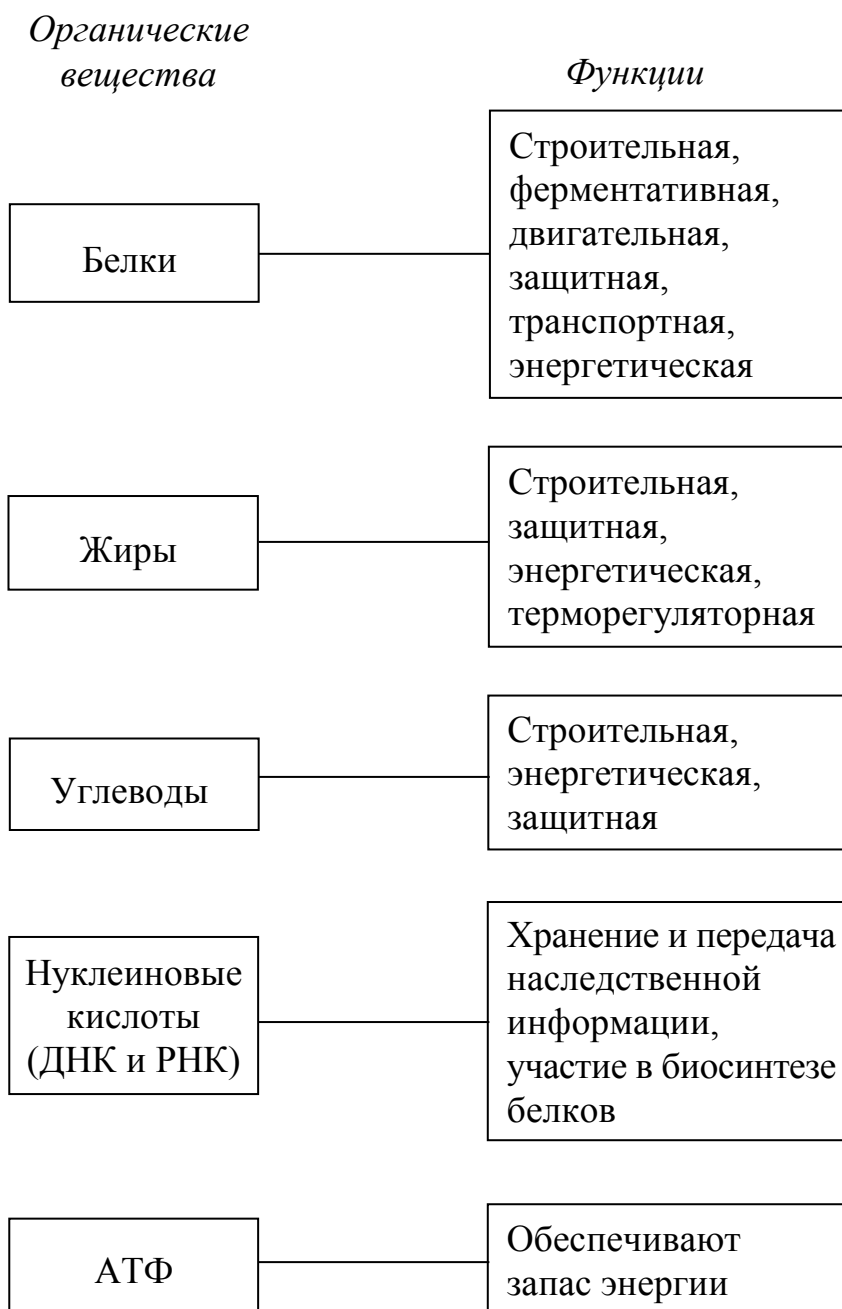 Органические
вещества
Функции
Белки
Строительная,
ферментативная,
двигательная,
защитная,
транспортная,
энергетическая
Жиры
Строительная,
защитная,
энергетическая,
терморегуляторная
Углеводы
Строительная,
энергетическая,
защитная
Нуклеиновые
кислоты
(ДНК и РНК)
Хранение и передача
наследственной
информации,
участие в биосинтезе
белков
АТФ
Обеспечивают
запас энергии